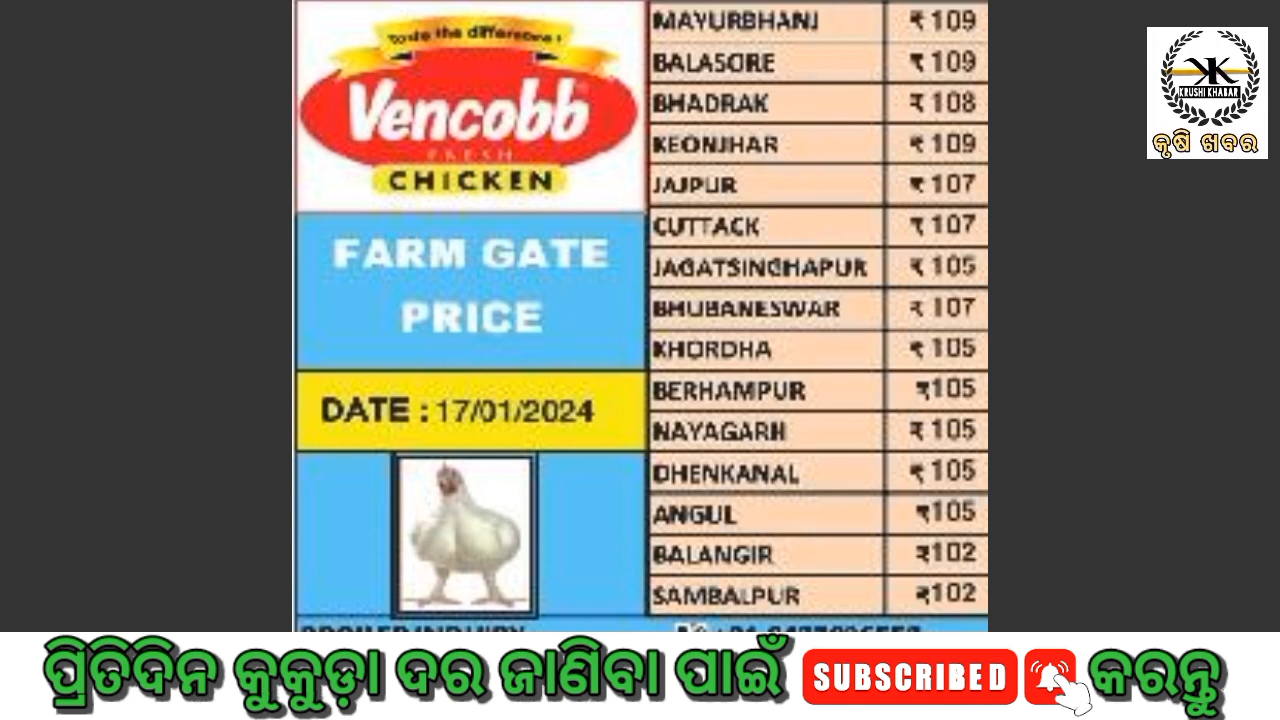 Taste the difference!
Vencobb
FRESH
CHICKEN
FARM GATE
PRICE
DATE : 17/01/2024
MAYURBHANJ ₹ 109
BALASORE ₹ 109
BHADRAK ₹ 108
KEONJHAR ₹ 109
JAJPUR ₹ 107
CUTTACK ₹ 107
JAGATSINGHAPUR ₹ 105
BHUBANESWAR ₹ 107
KHORDHA ₹ 105
BERHAMPUR ₹105
NAYAGARH ₹ 105
DHENKANAL ₹ 105
ANGUL ₹105
BALANGIR ₹102
SAMBALPUR ₹102
KK
KRUSHI KHABAR
କୃଷି ଖବର
ପ୍ରିତିଦିନ କୁକୁଡ଼ା ଦର ଜାଣିବା ପାଇଁ SUBSCRIBED କରନ୍ତୁ